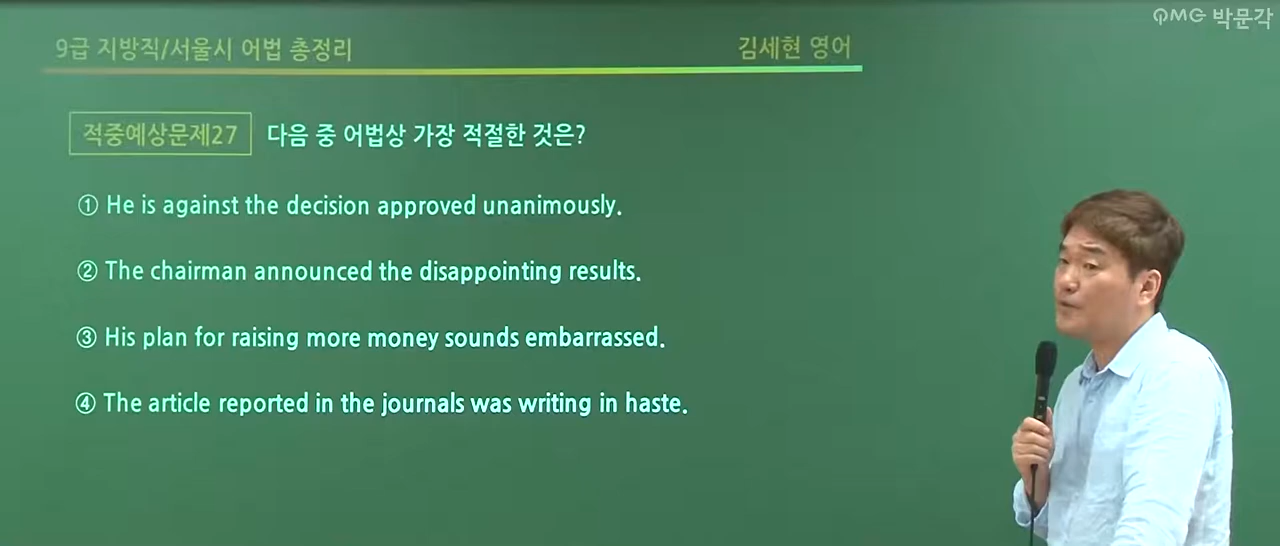 PMG 박문각
9급 지방직/서울시 어법 총정리 김세현 영어
적중예상문제27 다음 중 어법상 가장 적절한 것은?
① He is against the decision approved unanimously.
② The chairman announced the disappointing results.
③ His plan for raising more money sounds embarrassed.
④ The article reported in the journals was writing in haste.